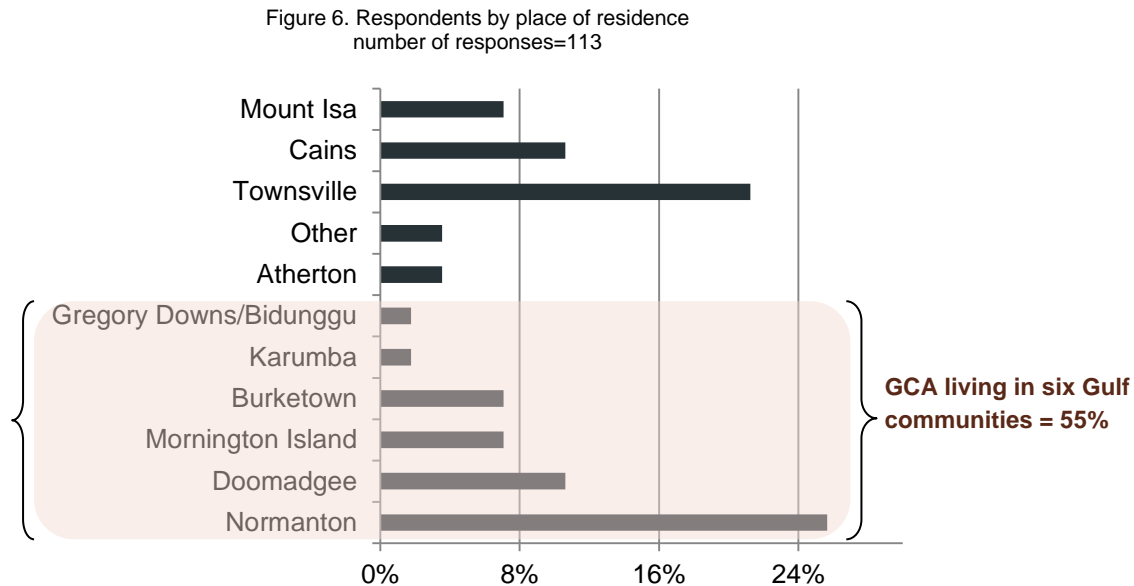 Figure 6. Respondents by place of residence
number of responses=113
Mount Isa
Cains
Townsville
Other
Atherton
Gregory Downs/Bidunggu
Karumba
Burketown
Mornington Island
Doomadgee
Normanton
GCA living in six Gulf
communities = 55%
0% 8% 16% 24%